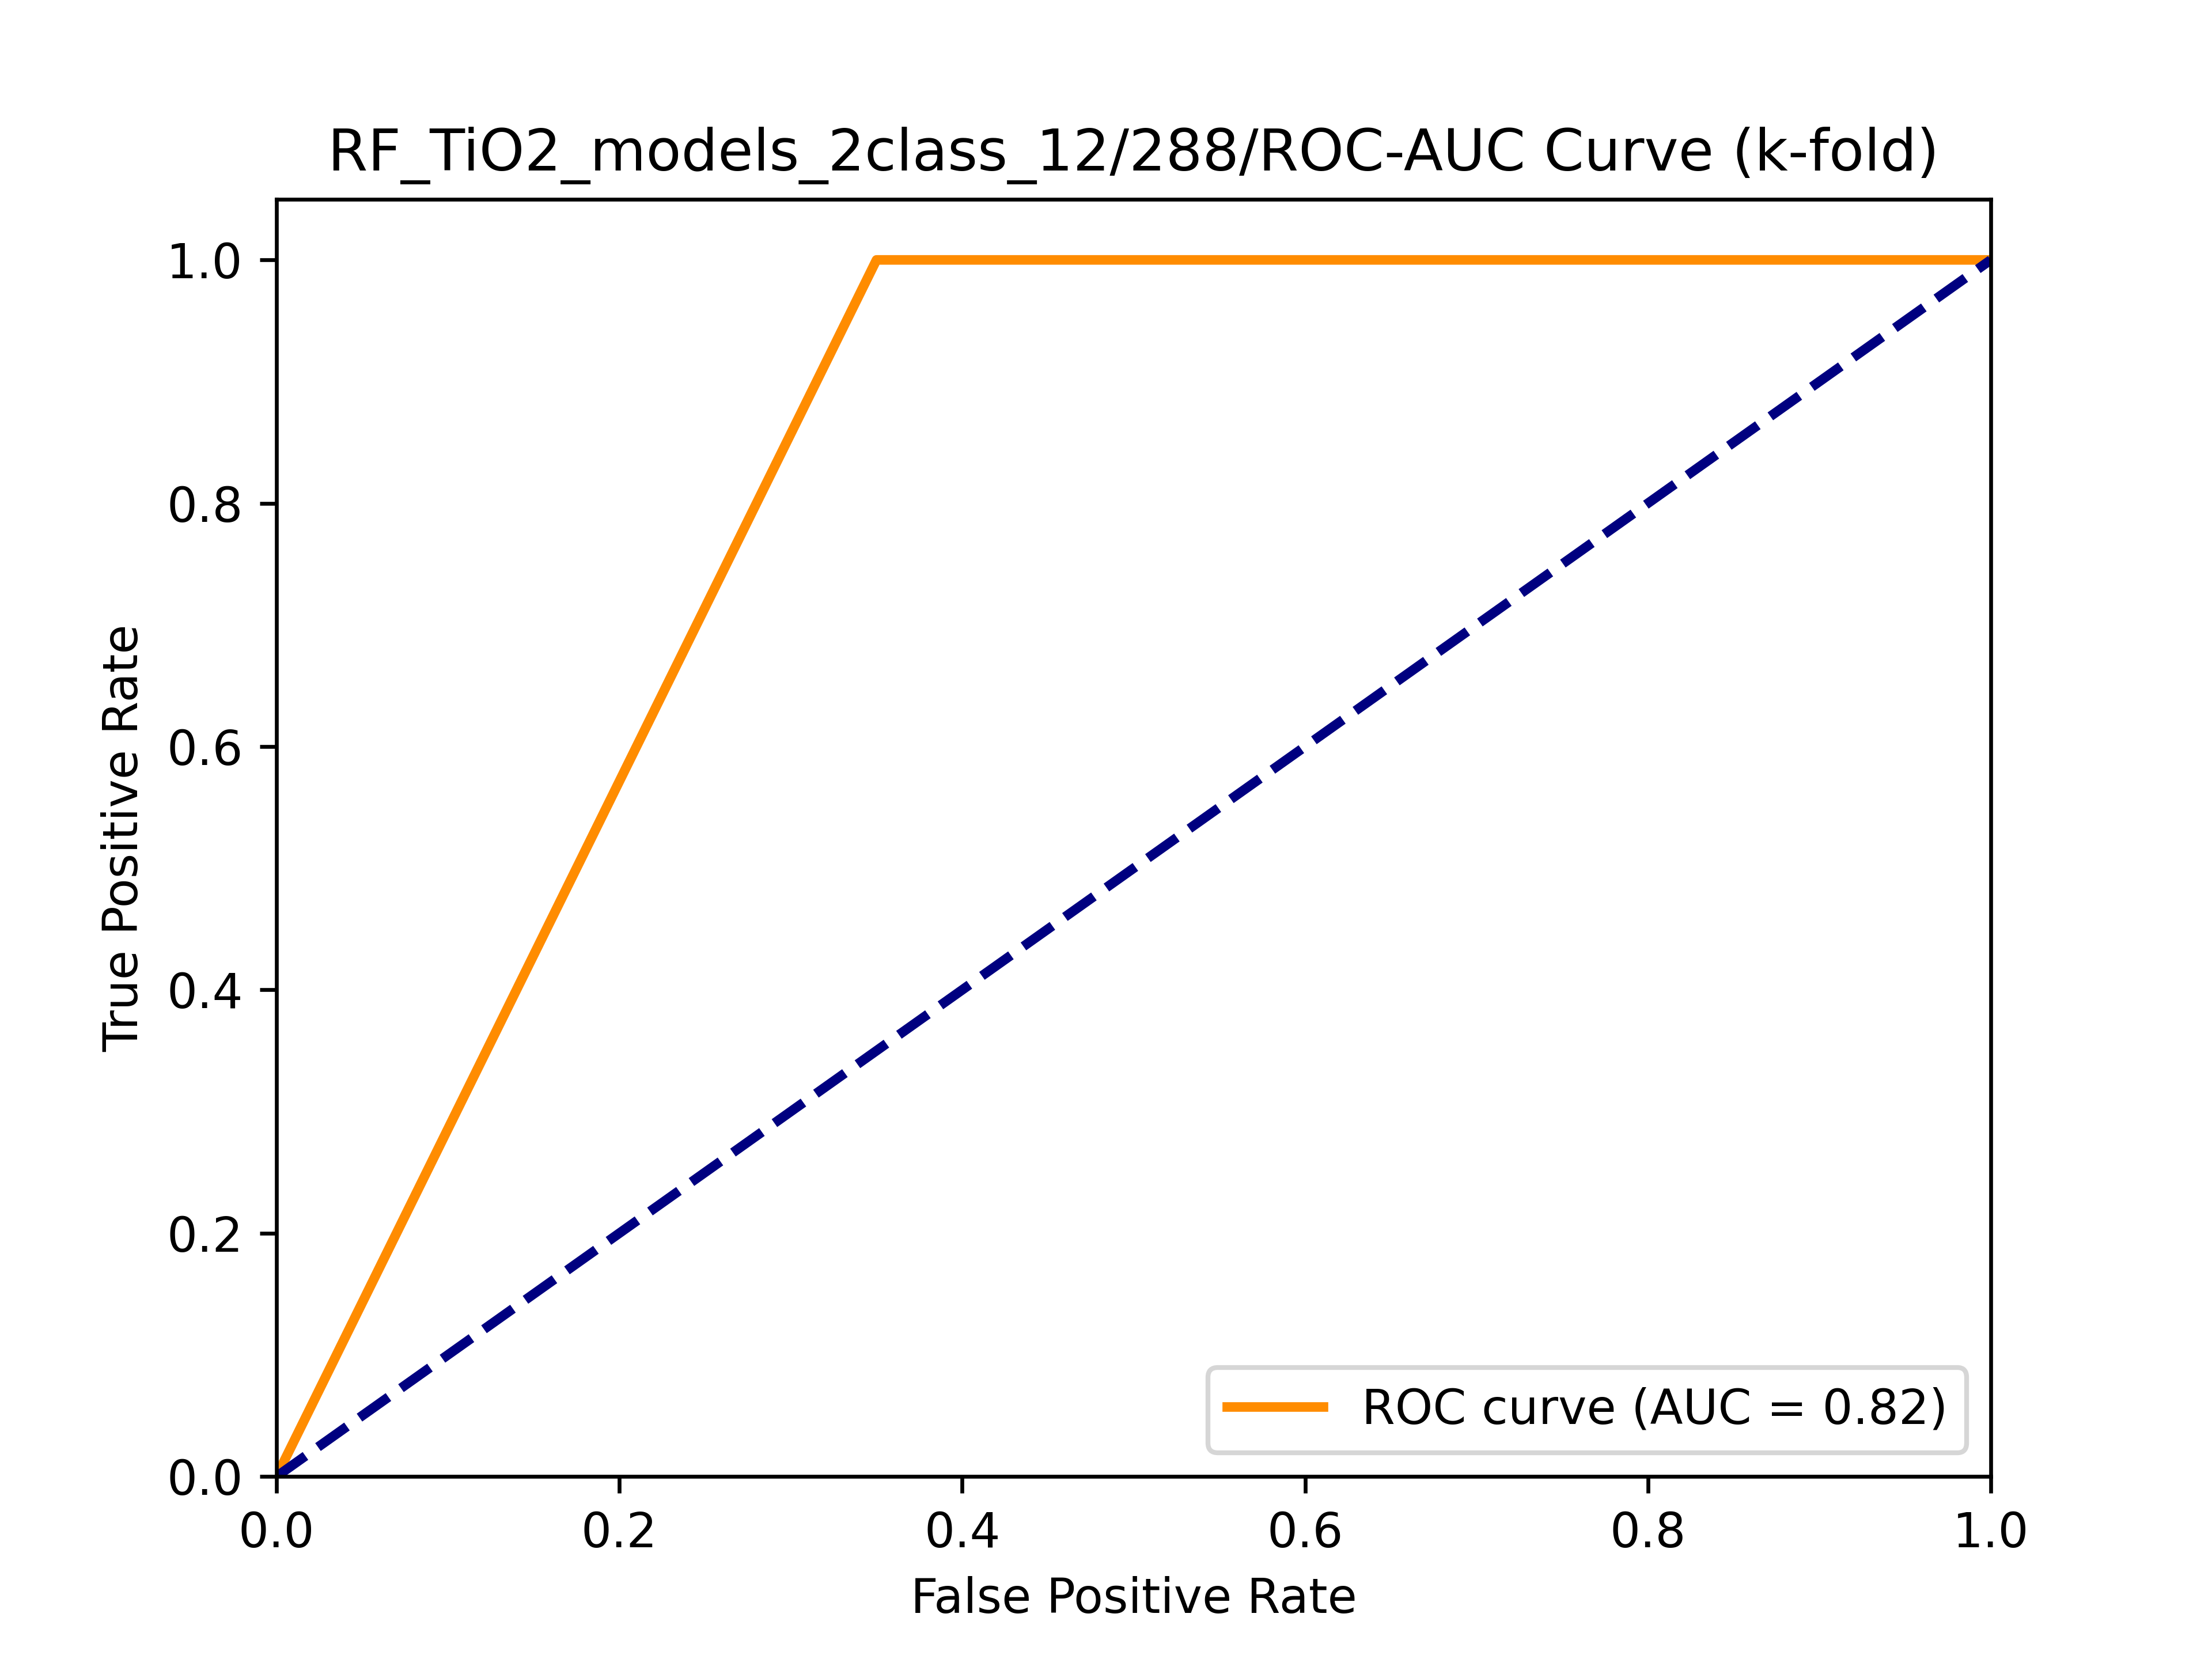 RF_TiO2_models_2class_12/288/ROC-AUC Curve (k-fold)
True Positive Rate
1.0
0.8
0.6
0.4
0.2
0.0
ROC curve (AUC = 0.82)
0.0 0.2 0.4 0.6 0.8 1.0
False Positive Rate